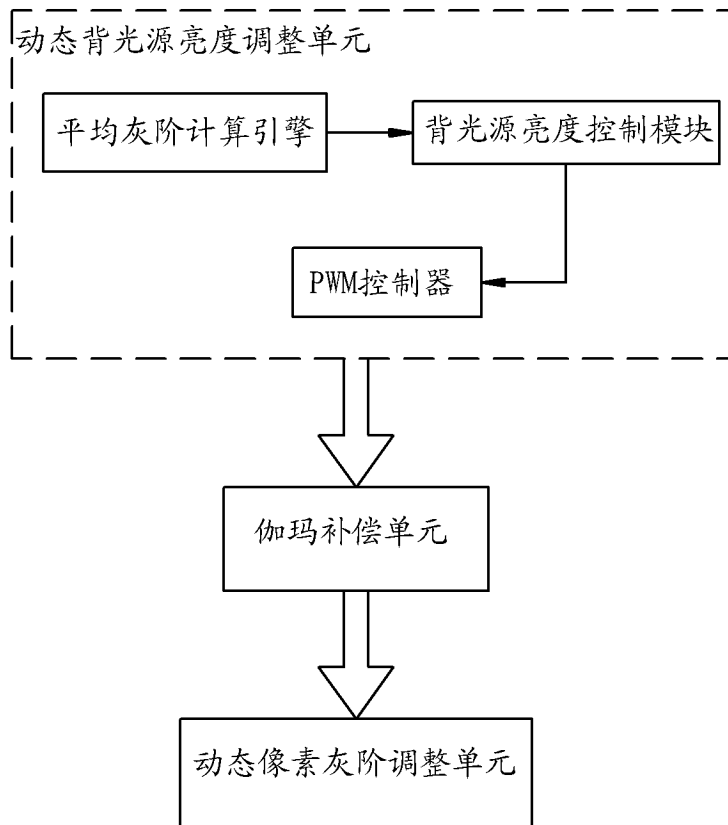 动态背光源亮度调整单元
平均灰阶计算引擎
背光源亮度控制模块
PWM控制器
伽玛补偿单元
动态像素灰阶调整单元